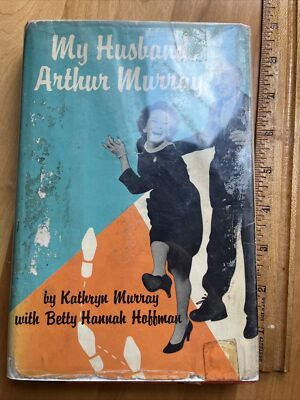 My Husband,
Arthur Murray
by Kathryn Murray
with Betty Hannah Hoffman